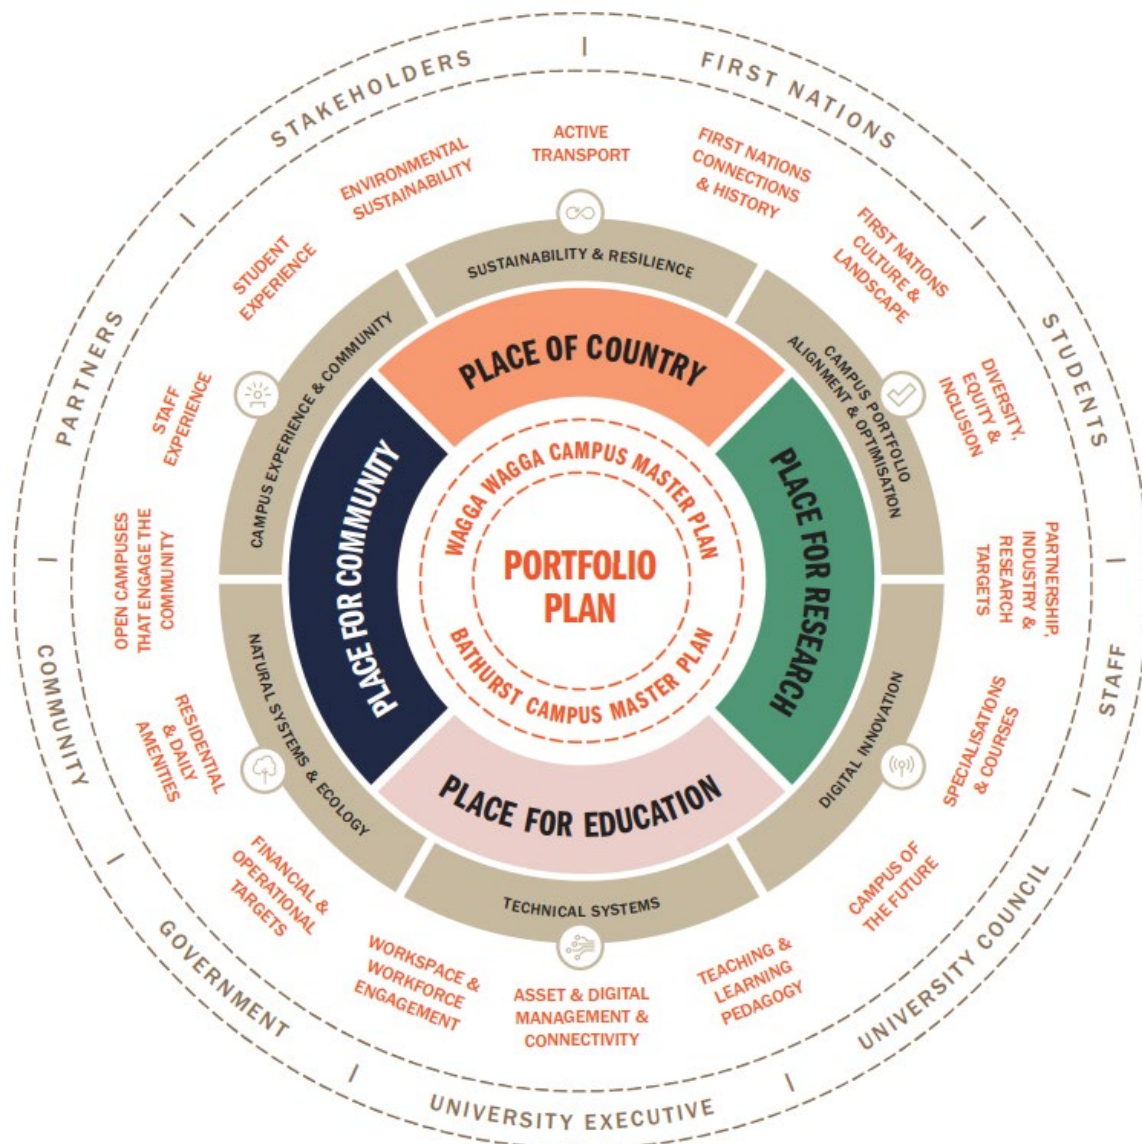 STAKEHOLDERS
FIRST NATIONS
STUDENTS
STAFF
UNIVERSITY COUNCIL
UNIVERSITY EXECUTIVE
GOVERNMENT
COMMUNITY
PARTNERS
ACTIVE
TRANSPORT
FIRST NATIONS
CONNECTIONS
& HISTORY
FIRST NATIONS
CULTURE &
LANDSCAPE
DIVERSITY,
EQUITY &
INCLUSION
PARTNERSHIP,
INDUSTRY &
RESEARCH
TARGETS
SPECIALISATIONS
& COURSES
CAMPUS OF
THE FUTURE
TEACHING &
LEARNING
PEDAGOGY
ASSET & DIGITAL
MANAGEMENT &
CONNECTIVITY
WORKSPACE &
WORKFORCE
ENGAGEMENT
FINANCIAL &
OPERATIONAL
TARGETS
RESIDENTIAL
& DAILY
AMENITIES
OPEN CAMPUSES
THAT ENGAGE THE
COMMUNITY
STAFF
EXPERIENCE
STUDENT
EXPERIENCE
ENVIRONMENTAL
SUSTAINABILITY
SUSTAINABILITY & RESILIENCE
CAMPUS PORTFOLIO
ALIGNMENT & OPTIMISATION
DIGITAL INNOVATION
TECHNICAL SYSTEMS
NATURAL SYSTEMS & ECOLOGY
CAMPUS EXPERIENCE & COMMUNITY
PLACE OF COUNTRY
PLACE FOR RESEARCH
PLACE FOR EDUCATION
PLACE FOR COMMUNITY
WAGGA WAGGA CAMPUS MASTER PLAN
PORTFOLIO
PLAN
BATHURST CAMPUS MASTER PLAN